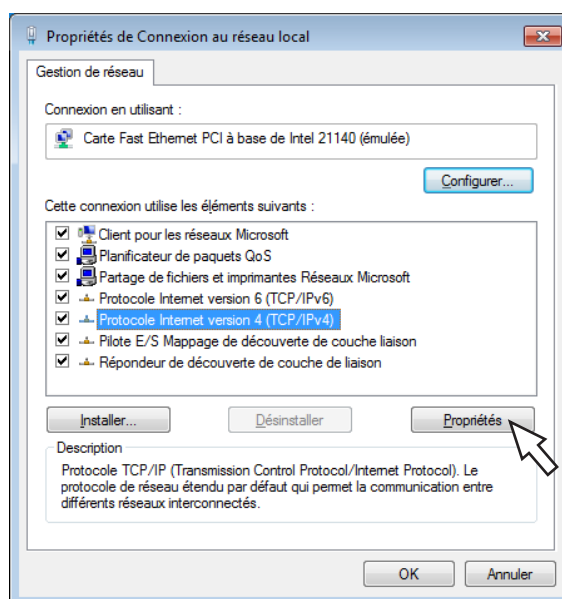 Propriétés de Connexion au réseau local
Gestion de réseau
Connexion en utilisant :
Carte Fast Ethernet PCI à base de Intel 21140 (émulée)
Configurer...
Cette connexion utilise les éléments suivants :
Client pour les réseaux Microsoft
Planificateur de paquets QoS
Partage de fichiers et imprimantes Réseaux Microsoft
Protocole Internet version 6 (TCP/IPv6)
Protocole Internet version 4 (TCP/IPv4)
Pilote E/S Mappage de découverte de couche liaison
Répondeur de découverte de couche de liaison
Installer... Désinstaller Propriétés
Description
Protocole TCP/IP (Transmission Control Protocol/Internet Protocol). Le
protocole de réseau étendu par défaut qui permet la communication entre
différents réseaux interconnectés.
OK Annuler